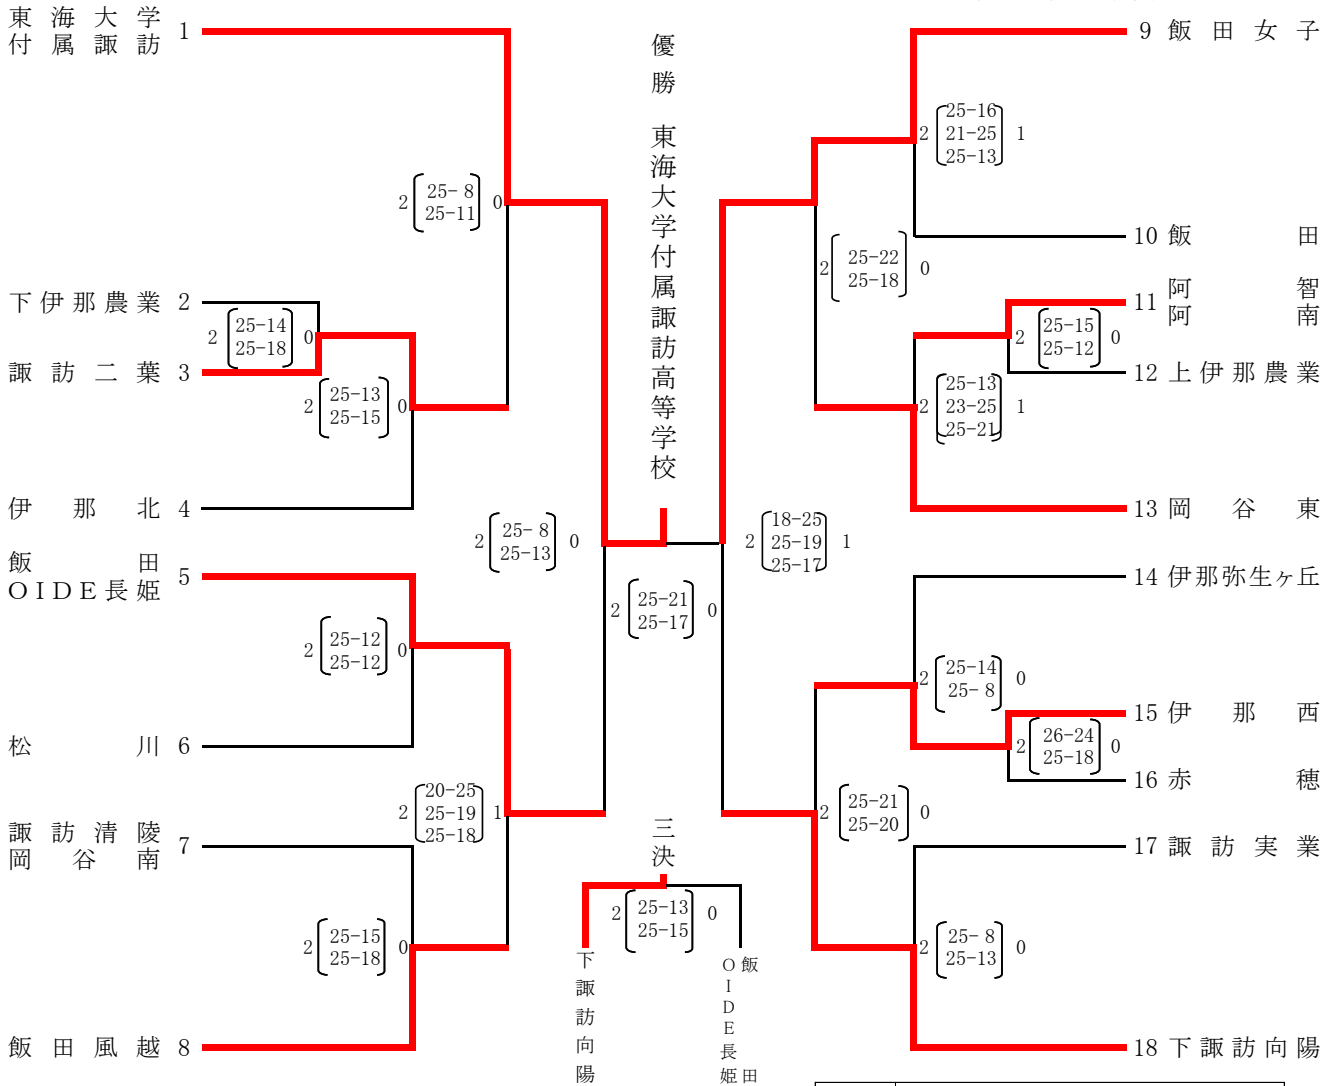 東海大学
付属諏訪 1
下伊那農業 2
諏訪二葉 3
伊那北 4
飯田
OIDE長姫 5
松川 6
諏訪清陵
岡谷南 7
飯田風越 8
2 25-8 0
25-11
2 25-14 0
25-18
2 25-13 0
25-15
2 25-8 0
25-13
2 25-12 0
25-12
2 20-25 1
25-19
25-18
2 25-15 0
25-18
優勝 東海大学付属諏訪高等学校
2 25-21 0
25-17
三決
2 25-13 0
25-15
下諏訪向陽
飯田
OIDE長姫
9 飯田女子
10 飯田
11 阿智
阿南
12 上伊那農業
13 岡谷東
14 伊那弥生ヶ丘
15 伊那西
16 赤穂
17 諏訪実業
18 下諏訪向陽
2 25-16 1
21-25
25-13
2 25-22 0
25-18
2 25-15 0
25-12
2 25-13 1
23-25
25-21
2 18-25 1
25-19
25-17
2 25-14 0
25-8
2 26-24 0
25-18
2 25-21 0
25-20
2 25-8 0
25-13